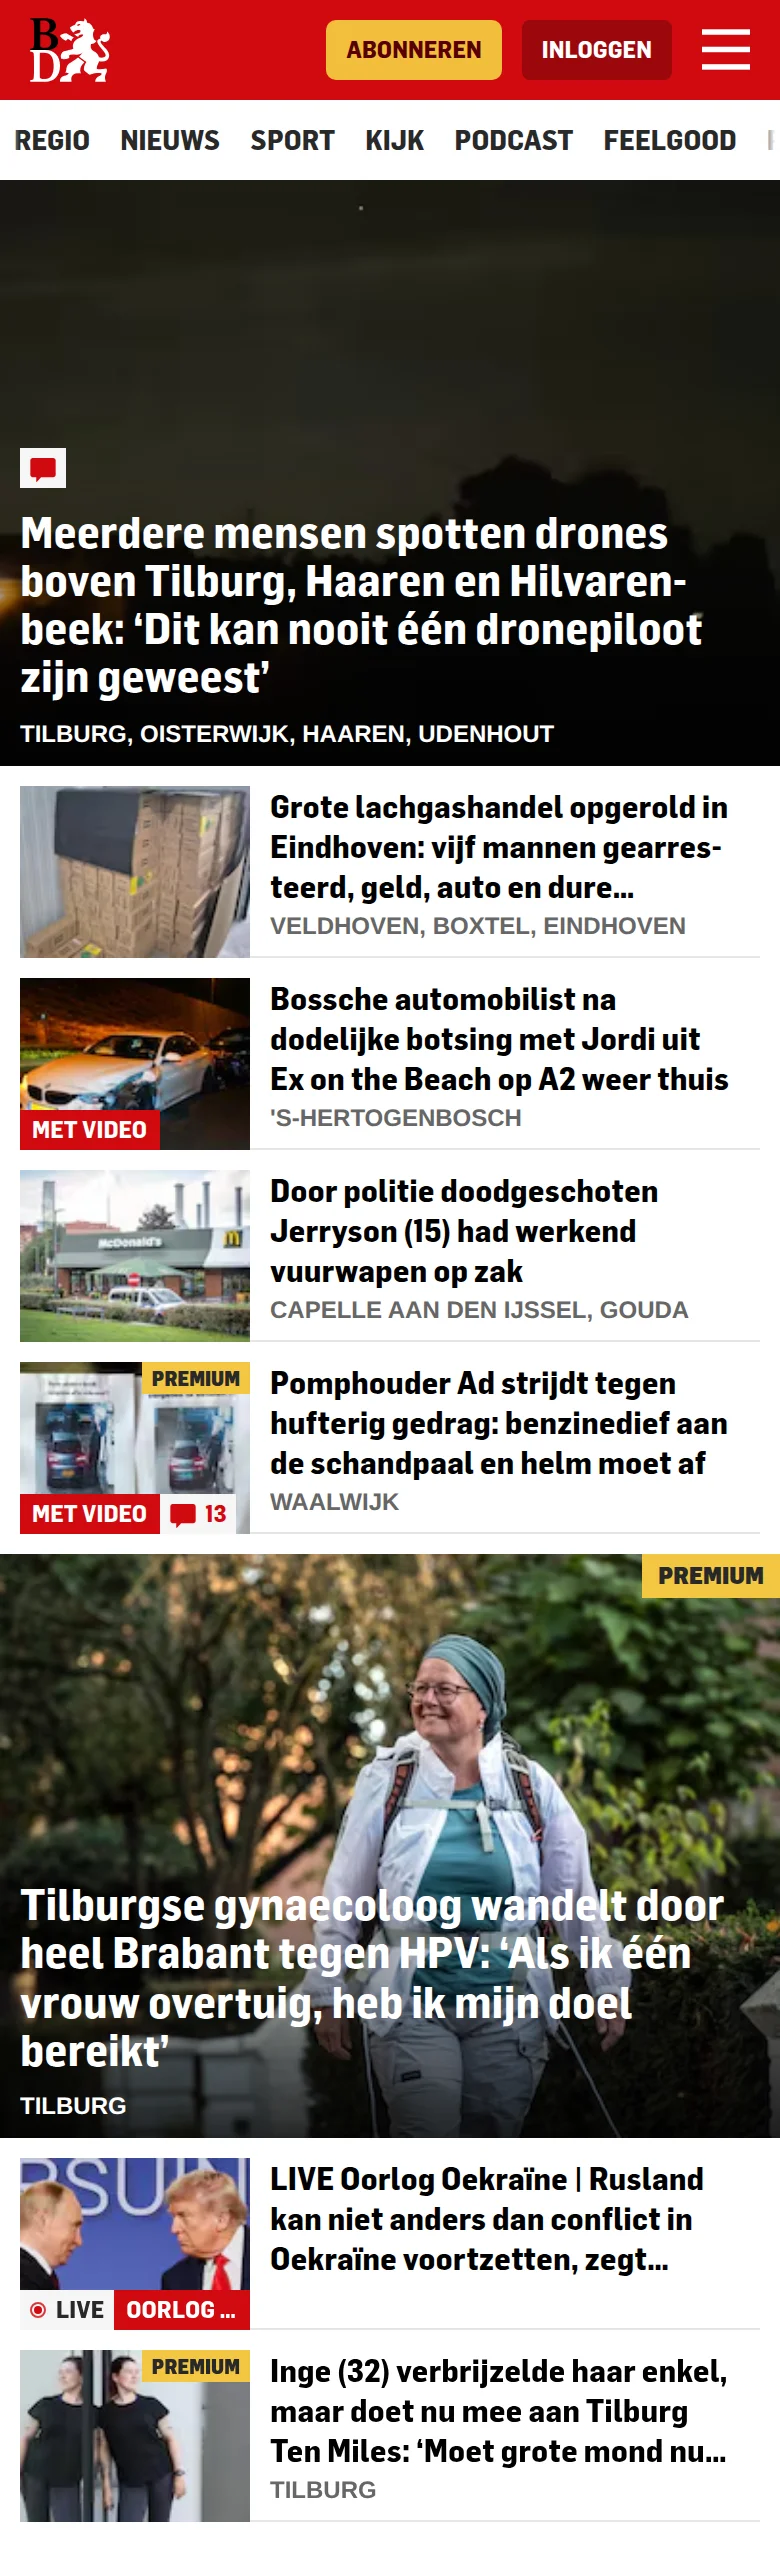 BD
ABONNEREN
INLOGGEN
REGIO NIEUWS SPORT KIJK PODCAST FEELGOOD
Meerdere mensen spotten drones
boven Tilburg, Haaren en Hilvaren-
beek: ‘Dit kan nooit één dronepiloot
zijn geweest’
TILBURG, OISTERWIJK, HAAREN, UDENHOUT
Grote lachgashandel opgerold in
Eindhoven: vijf mannen gearres-
teerd, geld, auto en dure...
VELDHOVEN, BOXTEL, EINDHOVEN
MET VIDEO
Bossche automobilist na
dodelijke botsing met Jordi uit
Ex on the Beach op A2 weer thuis
'S-HERTOGENBOSCH
McDonald's
Door politie doodgeschoten
Jerryson (15) had werkend
vuurwapen op zak
CAPELLE AAN DEN IJSSEL, GOUDA
PREMIUM
MET VIDEO
13
Pomphouder Ad strijdt tegen
hufterig gedrag: benzinedief aan
de schandpaal en helm moet af
WAALWIJK
PREMIUM
Tilburgse gynaecoloog wandelt door
heel Brabant tegen HPV: ‘Als ik één
vrouw overtuig, heb ik mijn doel
bereikt’
TILBURG
RSUIN
LIVE
OORLOG ...
LIVE Oorlog Oekraïne | Rusland
kan niet anders dan conflict in
Oekraïne voortzetten, zegt...
PREMIUM
Inge (32) verbrijzelde haar enkel,
maar doet nu mee aan Tilburg
Ten Miles: ‘Moet grote mond nu...
TILBURG